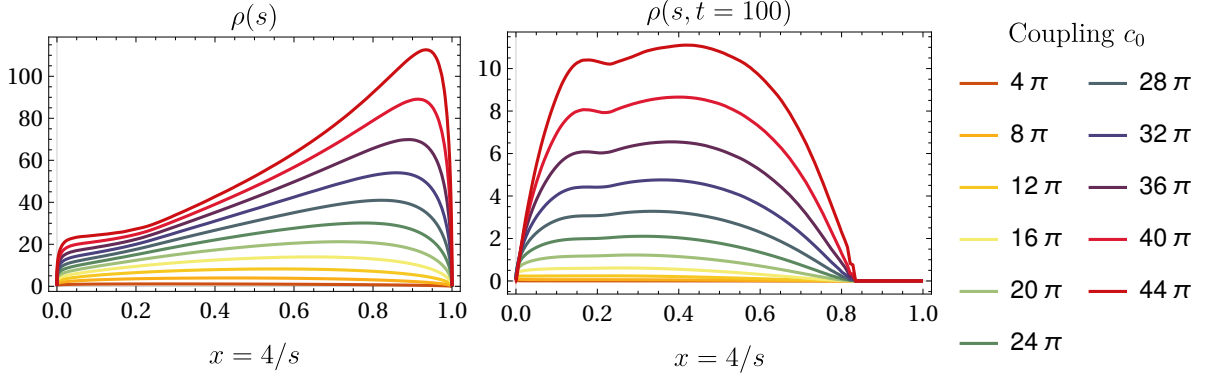 ρ(s)
100
80
60
40
20
0
0.0 0.2 0.4 0.6 0.8 1.0
x = 4/s
ρ(s, t = 100)
10
8
6
4
2
0
0.0 0.2 0.4 0.6 0.8 1.0
x = 4/s
Coupling c₀
4 π
8 π
12 π
16 π
20 π
24 π
28 π
32 π
36 π
40 π
44 π